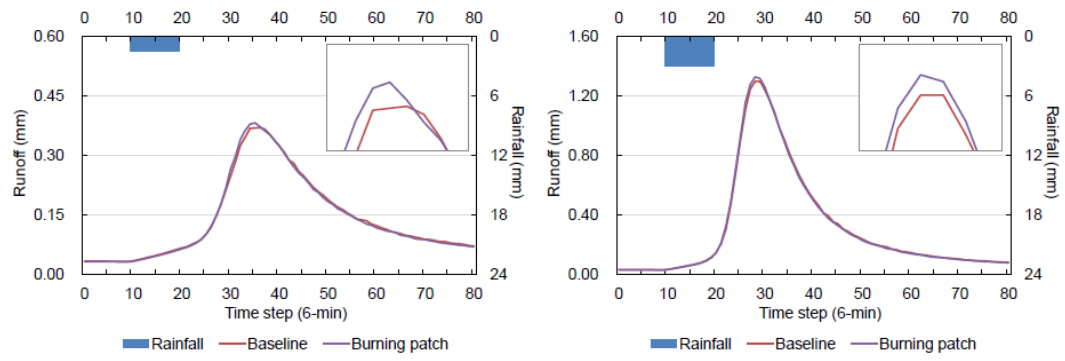 0 10 20 30 40 50 60 70 80
0.60
0.45
0.30
0.15
0.00
Runoff (mm)
0
6
12
18
24
Rainfall (mm)
0 10 20 30 40 50 60 70 80
Time step (6-min)
Rainfall Baseline Burning patch
0 10 20 30 40 50 60 70 80
1.60
1.20
0.80
0.40
0.00
Runoff (mm)
0
6
12
18
24
Rainfall (mm)
0 10 20 30 40 50 60 70 80
Time step (6-min)
Rainfall Baseline Burning patch